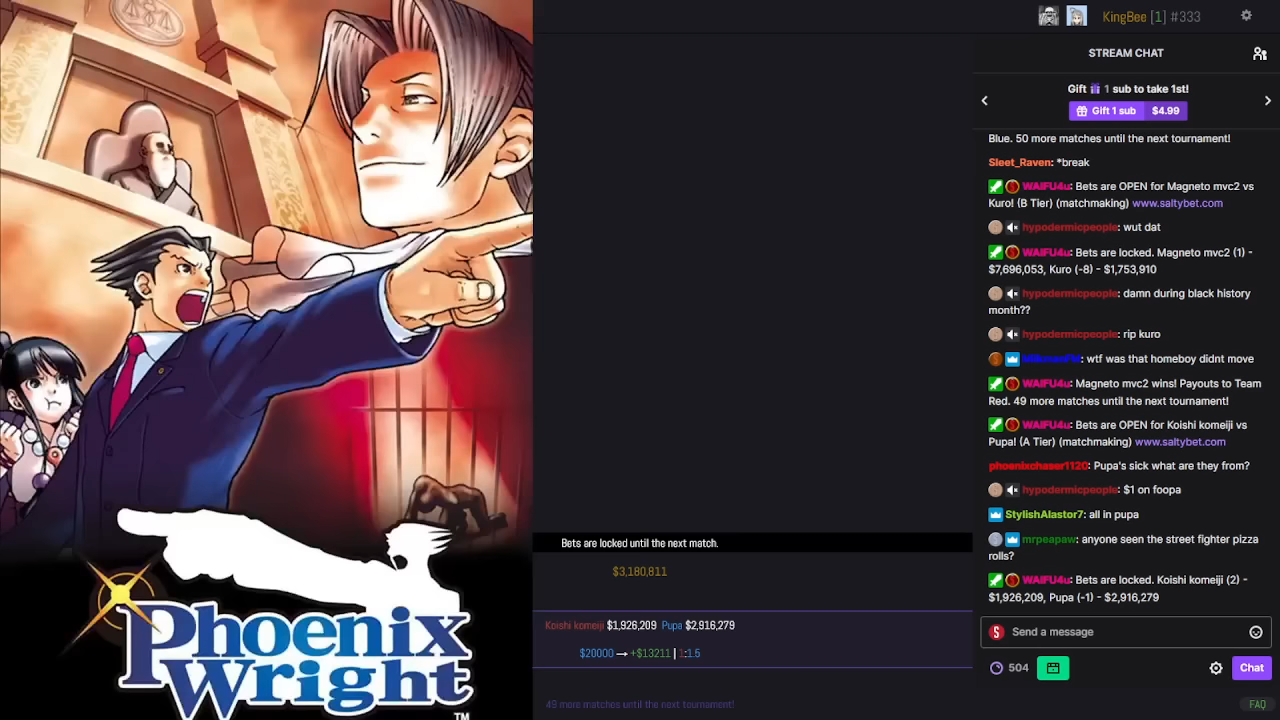 Phoenix
Wright
TM
KingBee [1] #333
STREAM CHAT
Gift 1 sub to take 1st!
Gift 1 sub $4.99
Blue. 50 more matches until the next tournament!
Sleet_Raven: *break
WAIFU4u: Bets are OPEN for Magneto mvc2 vs
Kuro! (B Tier) (matchmaking) www.saltybet.com
hypodermicpeople: wut dat
WAIFU4u: Bets are locked. Magneto mvc2 (1) -
$7,696,053, Kuro (-8) - $1,753,910
hypodermicpeople: damn during black history
month??
hypodermicpeople: rip kuro
: wtf was that homeboy didnt move
WAIFU4u: Magneto mvc2 wins! Payouts to Team
Red. 49 more matches until the next tournament!
WAIFU4u: Bets are OPEN for Koishi komeiji vs
Pupa! (A Tier) (matchmaking) www.saltybet.com
phoenixchaser1120: Pupa's sick what are they from?
hypodermicpeople: $1 on foopa
StylishAlastor7: all in pupa
mrpeapaw: anyone seen the street fighter pizza
rolls?
WAIFU4u: Bets are locked. Koishi komeiji (2) -
$1,926,209, Pupa (-1) - $2,916,279
Send a message
504
Chat
FAQ
Bets are locked until the next match.
$3,180,811
Koishi komeiji $1,926,209 Pupa $2,916,279
$20000 → +$13211 | 1:1.5
49 more matches until the next tournament!